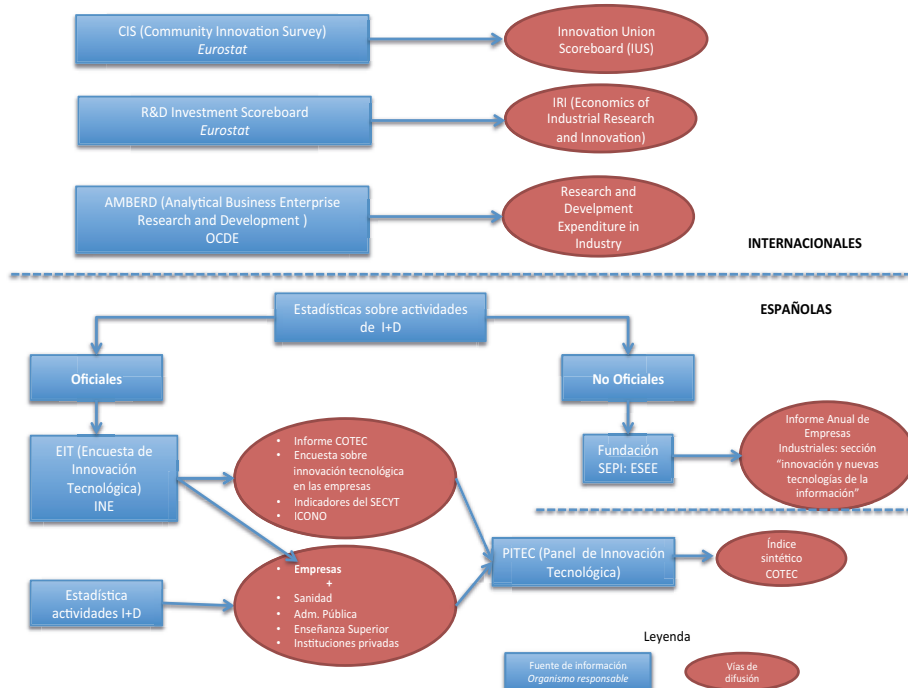 CIS (Community Innovation Survey)
Eurostat
Innovation Union
Scoreboard (IUS)
R&D Investment Scoreboard
Eurostat
IRI (Economics of
Industrial Research
and Innovation)
AMBERD (Analytical Business Enterprise
Research and Development )
OCDE
Research and
Develpment
Expenditure in
Industry
INTERNACIONALES
ESPAÑOLAS
Estadísticas sobre actividades
de I+D
Oficiales
No Oficiales
EIT (Encuesta de
Innovación
Tecnológica)
INE
• Informe COTEC
• Encuesta sobre
innovación tecnológica
en las empresas
• Indicadores del SECYT
• ICONO
Fundación
SEPI: ESEE
Informe Anual de
Empresas
Industriales: sección
"innovación y nuevas
tecnologías de la
información"
Estadística
actividades I+D
• Empresas
+
• Sanidad
• Adm. Pública
• Enseñanza Superior
• Instituciones privadas
PITEC (Panel de Innovación
Tecnológica)
Índice
sintético
COTEC
Leyenda
Fuente de información
Organismo responsable
Vías de
difusión